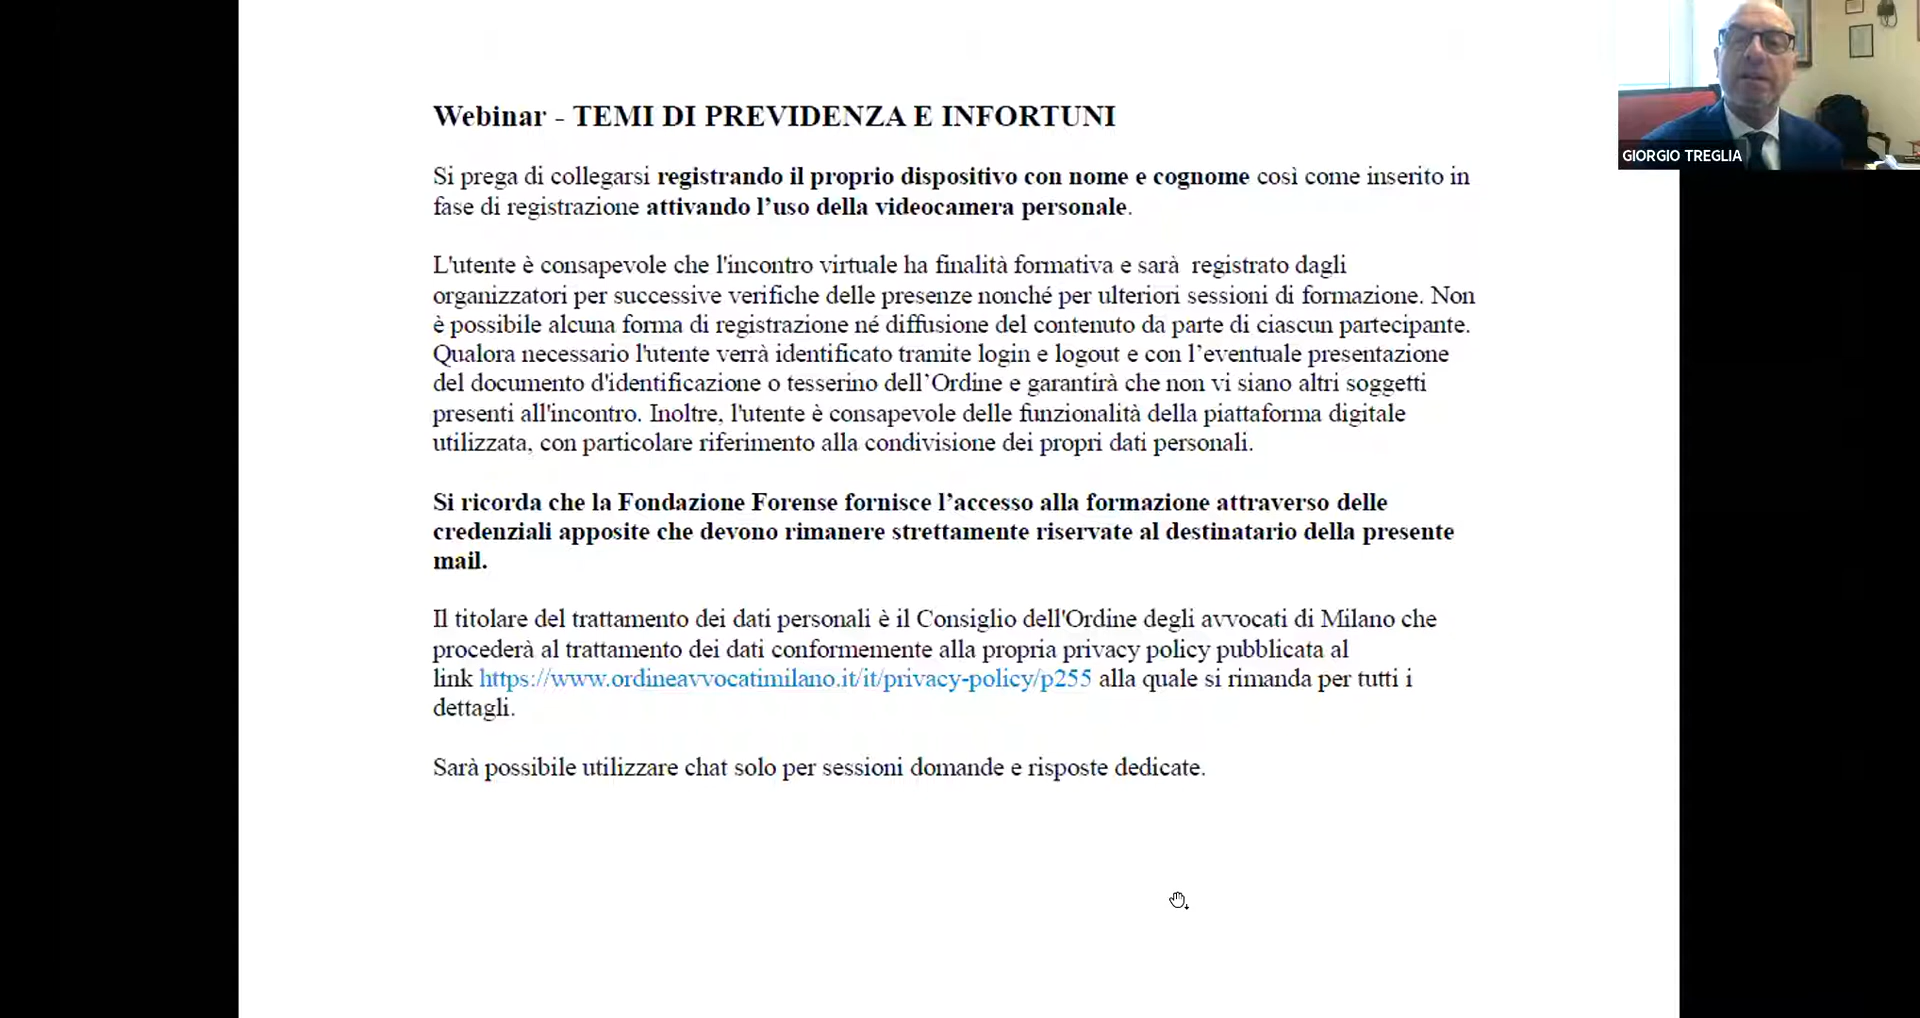 Webinar - TEMI DI PREVIDENZA E INFORTUNI
Si prega di collegarsi registrando il proprio dispositivo con nome e cognome così come inserito in
fase di registrazione attivando l’uso della videocamera personale.
L'utente è consapevole che l'incontro virtuale ha finalità formativa e sarà  registrato dagli
organizzatori per successive verifiche delle presenze nonché per ulteriori sessioni di formazione. Non
è possibile alcuna forma di registrazione né diffusione del contenuto da parte di ciascun partecipante.
Qualora necessario l'utente verrà identificato tramite login e logout e con l’eventuale presentazione
del documento d'identificazione o tesserino dell’Ordine e garantirà che non vi siano altri soggetti
presenti all'incontro. Inoltre, l'utente è consapevole delle funzionalità della piattaforma digitale
utilizzata, con particolare riferimento alla condivisione dei propri dati personali.
Si ricorda che la Fondazione Forense fornisce l’accesso alla formazione attraverso delle
credenziali apposite che devono rimanere strettamente riservate al destinatario della presente
mail.
Il titolare del trattamento dei dati personali è il Consiglio dell'Ordine degli avvocati di Milano che
procederà al trattamento dei dati conformemente alla propria privacy policy pubblicata al
link https://www.ordineavvocatimilano.it/it/privacy-policy/p255 alla quale si rimanda per tutti i
dettagli.
Sarà possibile utilizzare chat solo per sessioni domande e risposte dedicate.
GIORGIO TREGLIA